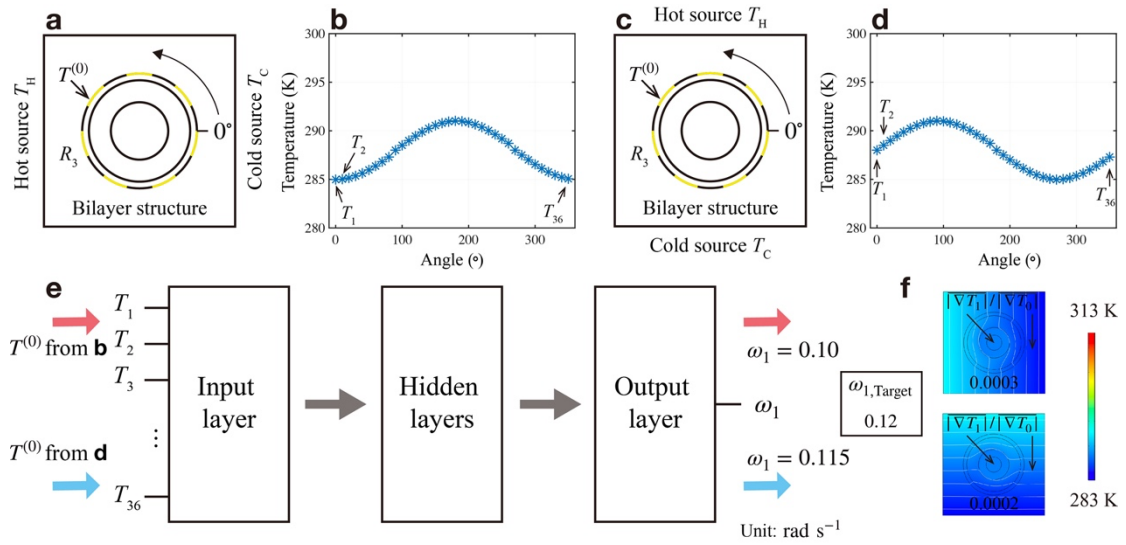 a
Hot source T_H
T^(0)
0°
R_3
Bilayer structure
Cold source T_C
b
Temperature (K)
300
295
290
285
280
T_2
T_1
T_36
0
100
200
300
Angle (°)
c
Hot source T_H
T^(0)
0°
R_3
Bilayer structure
Cold source T_C
d
Temperature (K)
300
295
290
285
280
T_2
T_1
T_36
0
100
200
300
Angle (°)
e
T^(0) from b
T^(0) from d
T_1
T_2
T_3
⋮
T_36
Input
layer
Hidden
layers
Output
layer
ω_1 = 0.10
ω_1
ω_1 = 0.115
Unit: rad s⁻¹
ω_1,Target
0.12
f
|∇T_1| / |∇T_0|
0.0003
|∇T_1| / |∇T_0|
0.0002
313 K
283 K